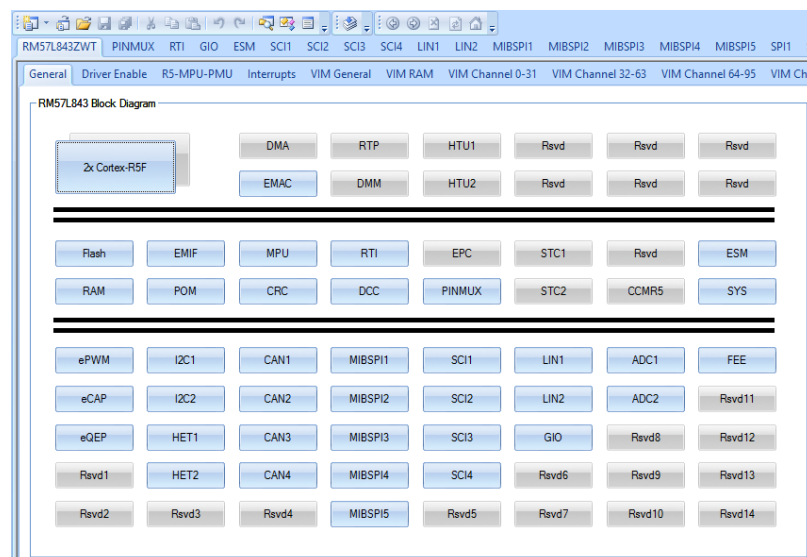 RM57L843ZWT PINMUX RTI GIO ESM SCI1 SCI2 SCI3 SCI4 LIN1 LIN2 MIBSPI1 MIBSPI2 MIBSPI3 MIBSPI4 MIBSPI5 SPI1
General Driver Enable R5-MPU-PMU Interrupts VIM General VIM RAM VIM Channel 0-31 VIM Channel 32-63 VIM Channel 64-95 VIM Ch
RM57L843 Block Diagram
2x Cortex-R5F
DMA RTP HTU1 Rsvd Rsvd Rsvd
EMAC DMM HTU2 Rsvd Rsvd Rsvd
Flash EMIF MPU RTI EPC STC1 Rsvd ESM
RAM POM CRC DCC PINMUX STC2 CCMR5 SYS
ePWM I2C1 CAN1 MIBSPI1 SCI1 LIN1 ADC1 FEE
eCAP I2C2 CAN2 MIBSPI2 SCI2 LIN2 ADC2 Rsvd11
eQEP HET1 CAN3 MIBSPI3 SCI3 GIO Rsvd8 Rsvd12
Rsvd1 HET2 CAN4 MIBSPI4 SCI4 Rsvd6 Rsvd9 Rsvd13
Rsvd2 Rsvd3 Rsvd4 MIBSPI5 Rsvd5 Rsvd7 Rsvd10 Rsvd14